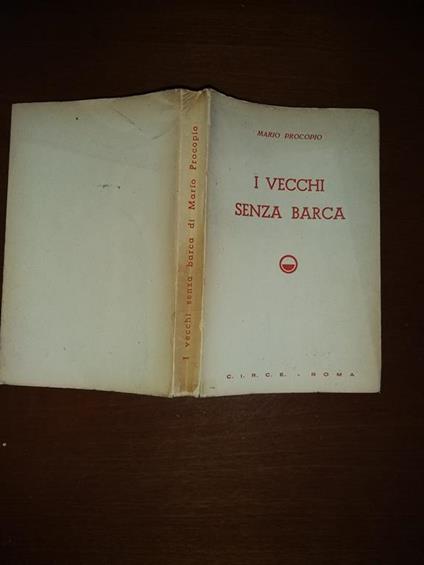 I vecchi senza barca di Mario Procopio
MARIO PROCOPIO
I VECCHI
SENZA BARCA
C. I. R. C. E. - ROMA